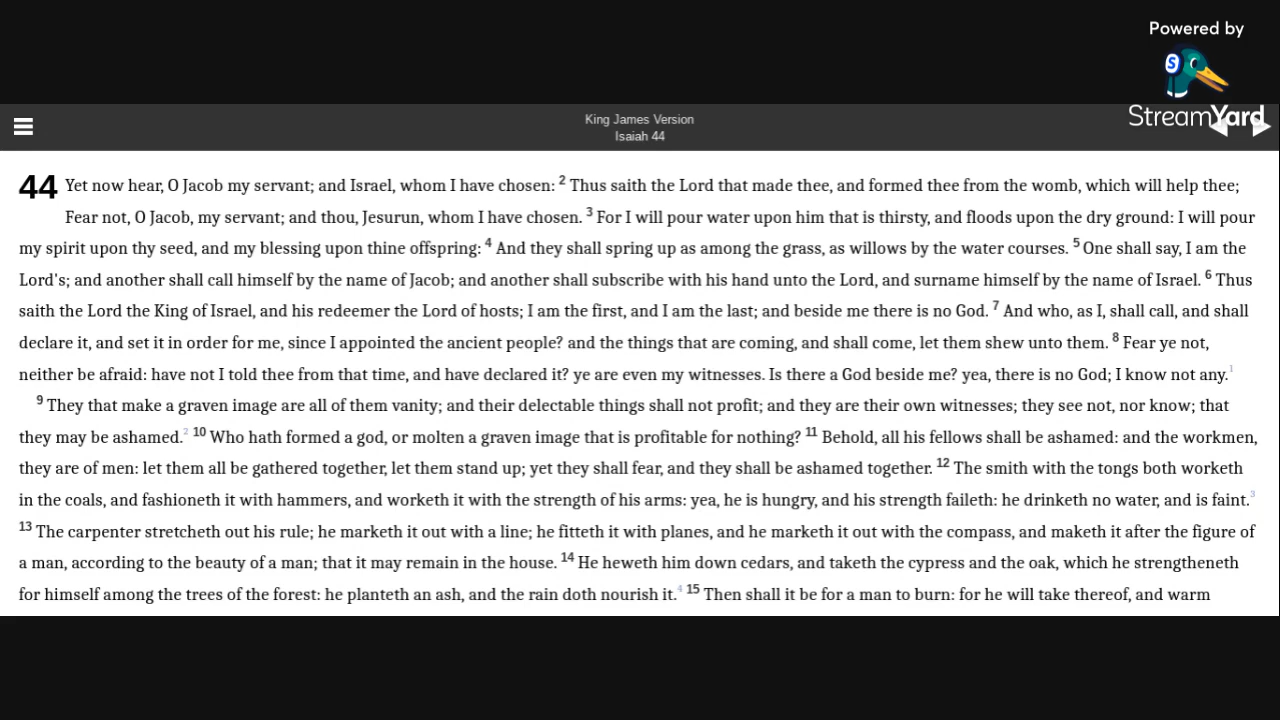 Powered by
S
StreamYard
King James Version
Isaiah 44
44 Yet now hear, O Jacob my servant; and Israel, whom I have chosen: 2 Thus saith the Lord that made thee, and formed thee from the womb, which will help thee;
Fear not, O Jacob, my servant; and thou, Jesurun, whom I have chosen. 3 For I will pour water upon him that is thirsty, and floods upon the dry ground: I will pour
my spirit upon thy seed, and my blessing upon thine offspring: 4 And they shall spring up as among the grass, as willows by the water courses. 5 One shall say, I am the
Lord's; and another shall call himself by the name of Jacob; and another shall subscribe with his hand unto the Lord, and surname himself by the name of Israel. 6 Thus
saith the Lord the King of Israel, and his redeemer the Lord of hosts; I am the first, and I am the last; and beside me there is no God. 7 And who, as I, shall call, and shall
declare it, and set it in order for me, since I appointed the ancient people? and the things that are coming, and shall come, let them shew unto them. 8 Fear ye not,
neither be afraid: have not I told thee from that time, and have declared it? ye are even my witnesses. Is there a God beside me? yea, there is no God; I know not any. 1
9 They that make a graven image are all of them vanity; and their delectable things shall not profit; and they are their own witnesses; they see not, nor know; that
they may be ashamed. 2 10 Who hath formed a god, or molten a graven image that is profitable for nothing? 11 Behold, all his fellows shall be ashamed: and the workmen,
they are of men: let them all be gathered together, let them stand up; yet they shall fear, and they shall be ashamed together. 12 The smith with the tongs both worketh
in the coals, and fashioneth it with hammers, and worketh it with the strength of his arms: yea, he is hungry, and his strength faileth: he drinketh no water, and is faint. 3
13 The carpenter stretcheth out his rule; he marketh it out with a line; he fitteth it with planes, and he marketh it out with the compass, and maketh it after the figure of
a man, according to the beauty of a man; that it may remain in the house. 14 He heweth him down cedars, and taketh the cypress and the oak, which he strengtheneth
for himself among the trees of the forest: he planteth an ash, and the rain doth nourish it. 4 15 Then shall it be for a man to burn: for he will take thereof, and warm